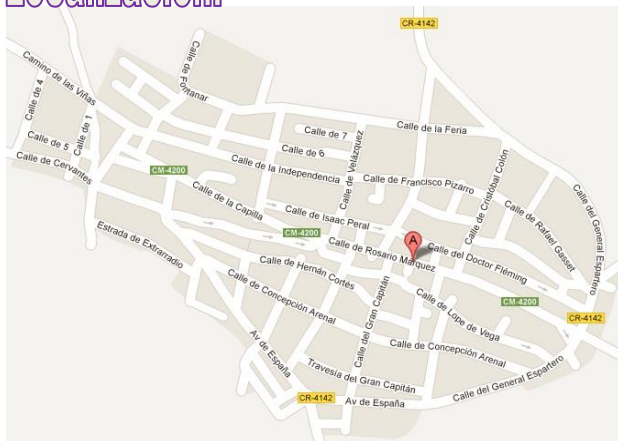 CR-4142
Calle de Fontanar
Camino de las Viñas
Calle de 4
Calle de 1
Calle de 7
Calle de la Feria
Calle de 5
Calle de 6
Calle de Velázquez
Calle de Cervantes
CM-4200
Calle de la Independencia
Calle de Francisco Pizarro
Calle de Cristóbal Colón
Calle de la Capilla
Calle de Isaac Peral
Calle de Rafael Gasset
Calle del General Espartero
Estrada de Extrarradio
CM-4200
Calle de Rosario Márquez
A
Calle del Doctor Fléming
Calle de Hernán Cortés
Calle de Concepción Arenal
Calle del Gran Capitán
Calle de Lope de Vega
CM-4200
CR-4142
Av de España
Calle de Concepción Arenal
Travesía del Gran Capitán
Calle del General Espartero
CR-4142
Av de España